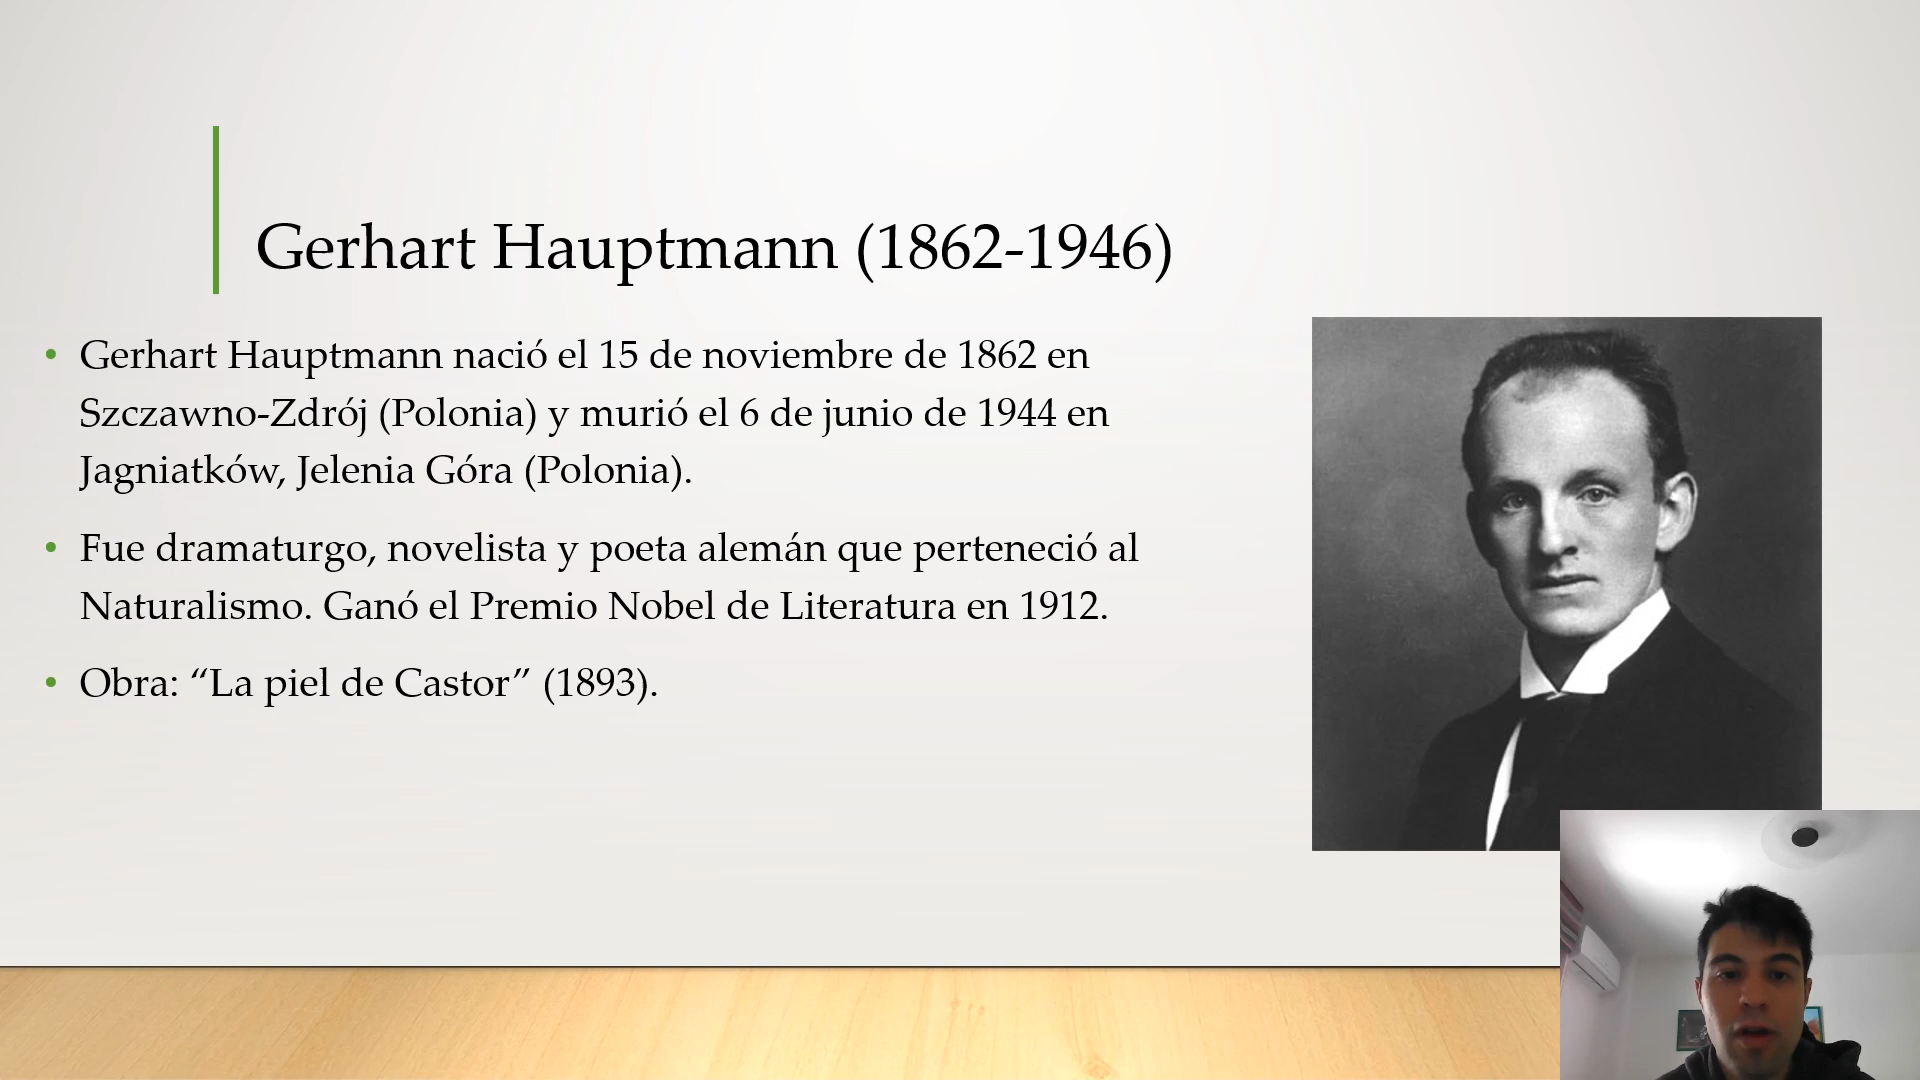 Gerhart Hauptmann (1862-1946)
• Gerhart Hauptmann nació el 15 de noviembre de 1862 en
Szczawno-Zdrój (Polonia) y murió el 6 de junio de 1944 en
Jagniatków, Jelenia Góra (Polonia).
• Fue dramaturgo, novelista y poeta alemán que perteneció al
Naturalismo. Ganó el Premio Nobel de Literatura en 1912.
• Obra: “La piel de Castor” (1893).